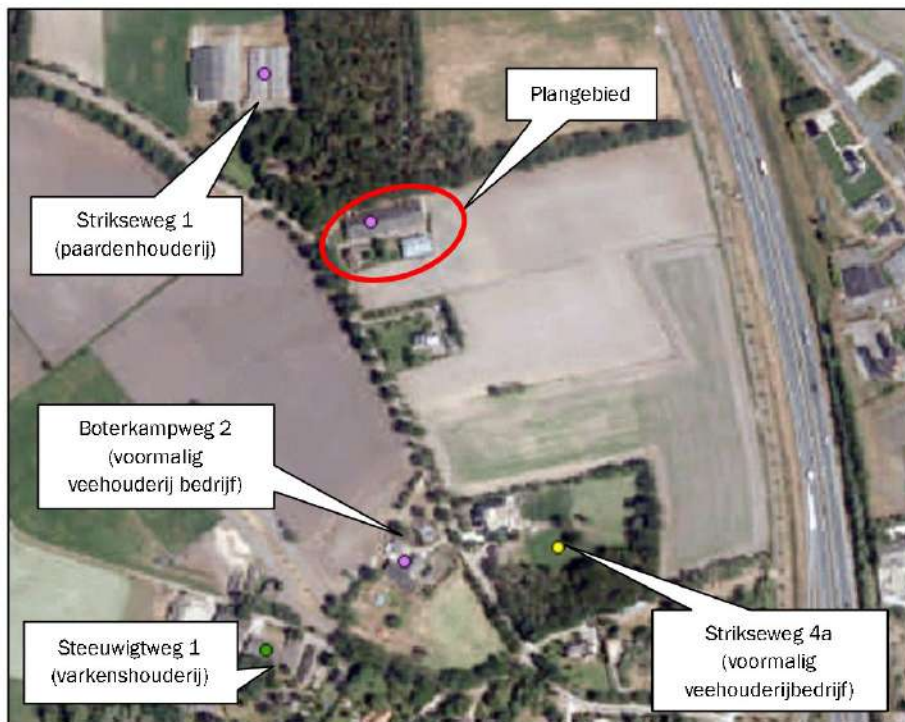 Plangebied
Strikseweg 1
(paardenhouderij)
Boterkampweg 2
(voormalig
veehouderij bedrijf)
Steeuwigtweg 1
(varkenshouderij)
Strikseweg 4a
(voormalig
veehouderijbedrijf)